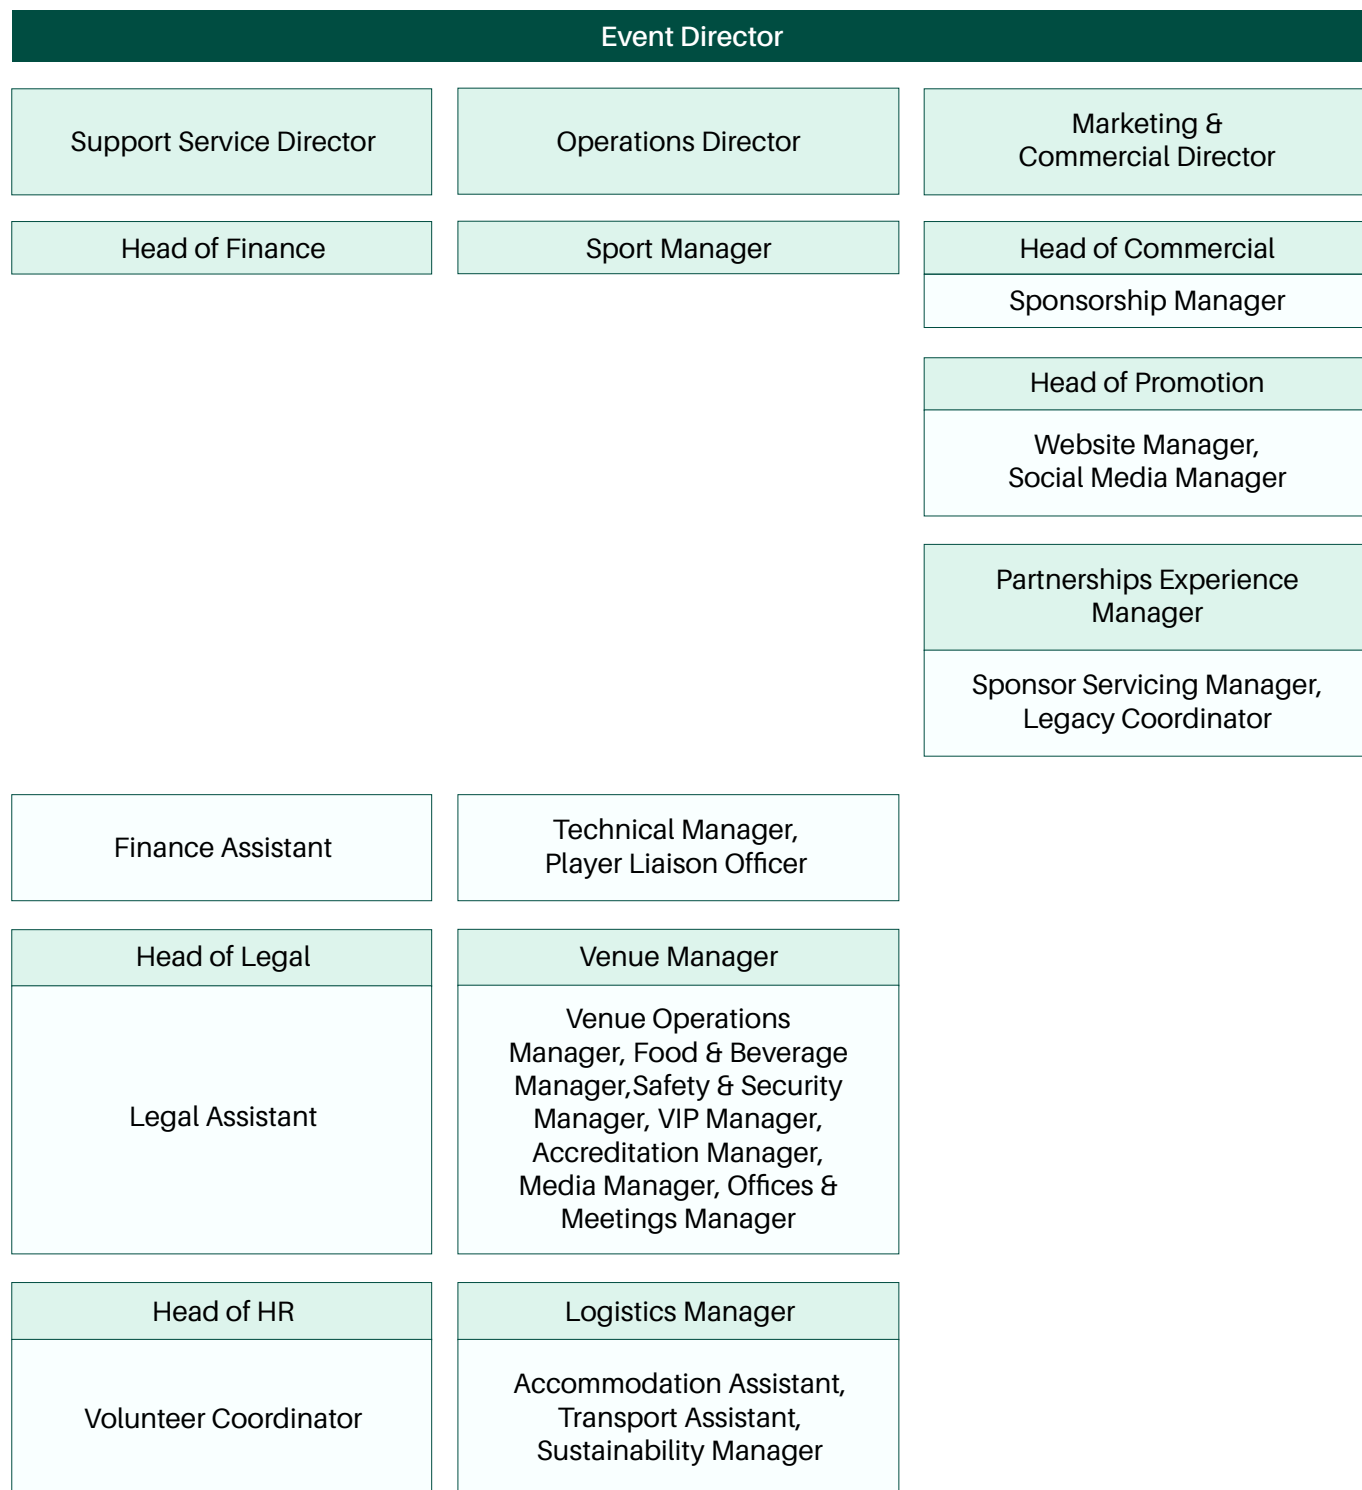 Event Director
Support Service Director
Operations Director
Marketing &
Commercial Director
Head of Finance
Sport Manager
Head of Commercial
Sponsorship Manager
Head of Promotion
Website Manager,
Social Media Manager
Partnerships Experience
Manager
Sponsor Servicing Manager,
Legacy Coordinator
Finance Assistant
Technical Manager,
Player Liaison Officer
Head of Legal
Venue Manager
Legal Assistant
Venue Operations
Manager, Food & Beverage
Manager,Safety & Security
Manager, VIP Manager,
Accreditation Manager,
Media Manager, Offices &
Meetings Manager
Head of HR
Logistics Manager
Volunteer Coordinator
Accommodation Assistant,
Transport Assistant,
Sustainability Manager